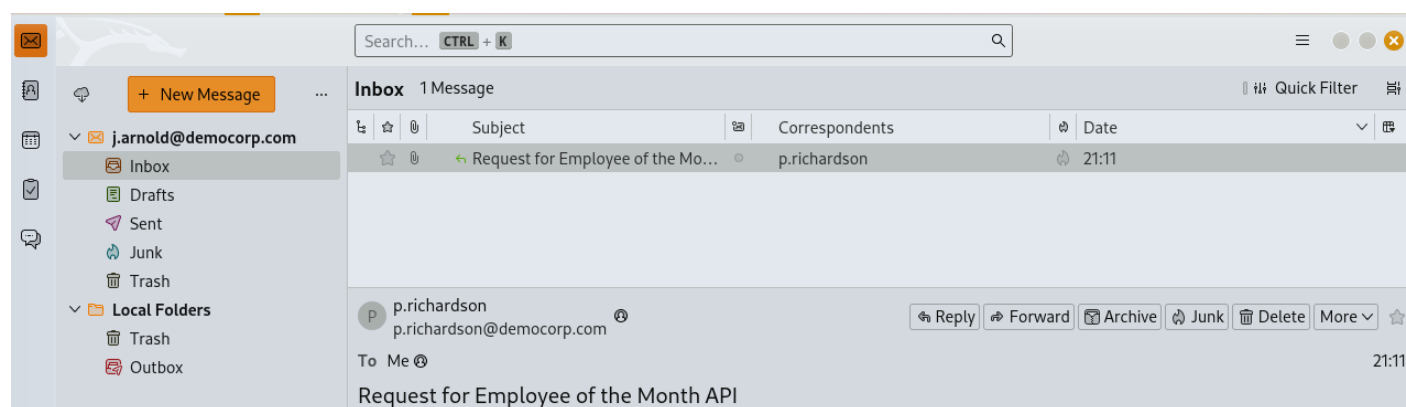 Search... CTRL + K
+ New Message ...
Inbox 1 Message
Quick Filter
Subject Correspondents Date
Request for Employee of the Mo... p.richardson 21:11
j.arnold@democorp.com
Inbox
Drafts
Sent
Junk
Trash
Local Folders
Trash
Outbox
P
p.richardson
p.richardson@democorp.com
Reply Forward Archive Junk Delete More
To Me 21:11
Request for Employee of the Month API